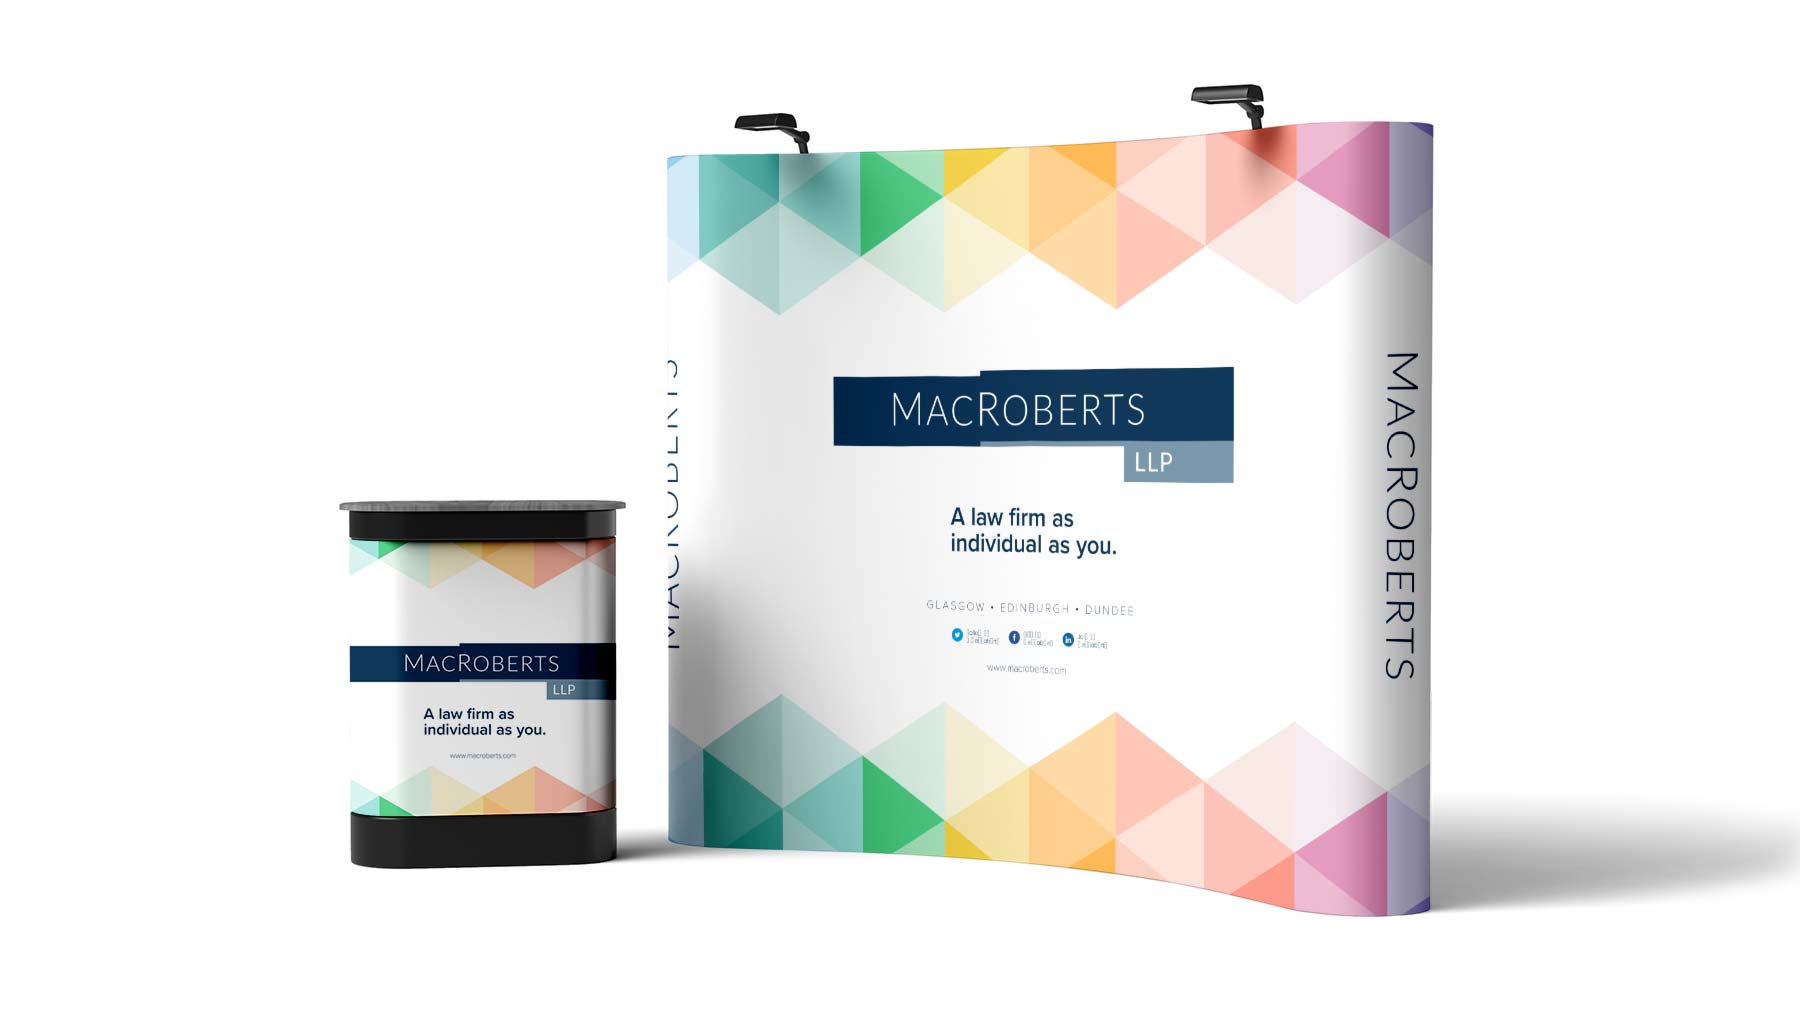 MACROBERTS
MACROBERTS
LLP
A law firm as
individual as you.
GLASGOW • EDINBURGH • DUNDEE
www.macroberts.com
MACROBERTS
MACROBERTS
LLP
A law firm as
individual as you.
www.macroberts.com